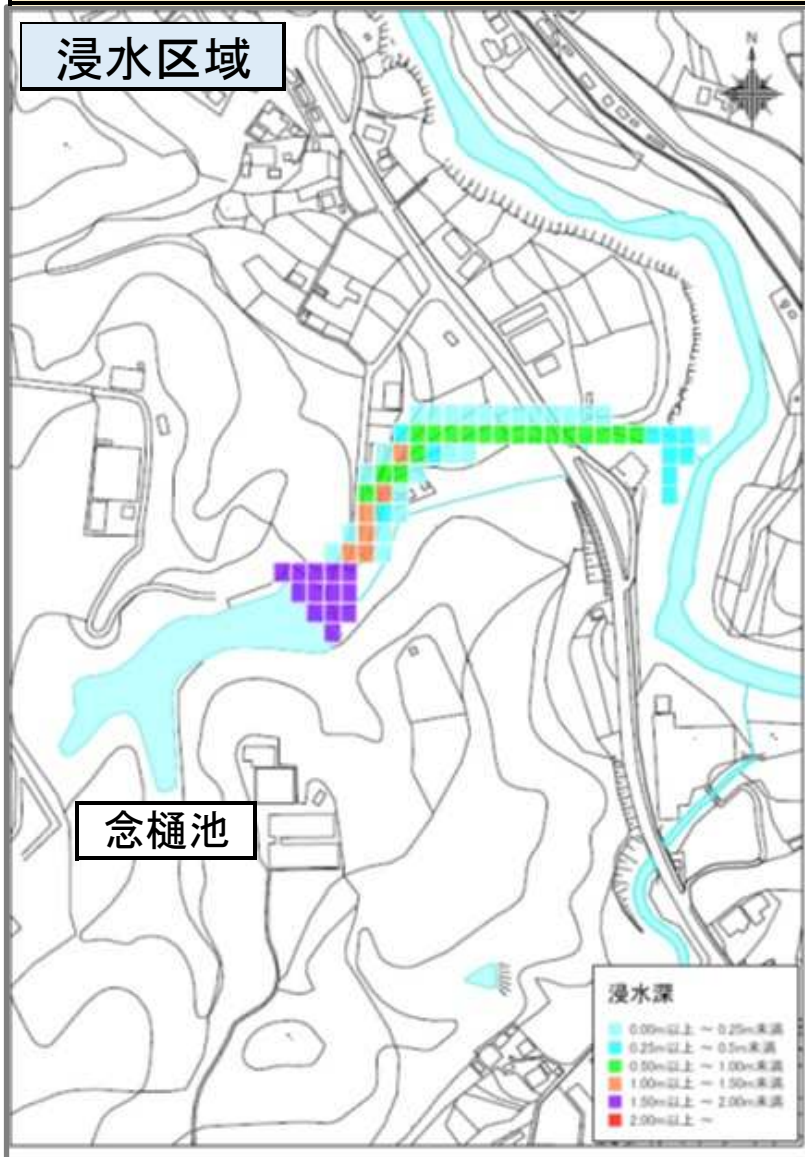 浸水区域
N
念樋池
浸水深
0.00m以上 ~ 0.25m未満
0.25m以上 ~ 0.5m未満
0.50m以上 ~ 1.00m未満
1.00m以上 ~ 1.50m未満
1.50m以上 ~ 2.00m未満
2.00m以上 ~